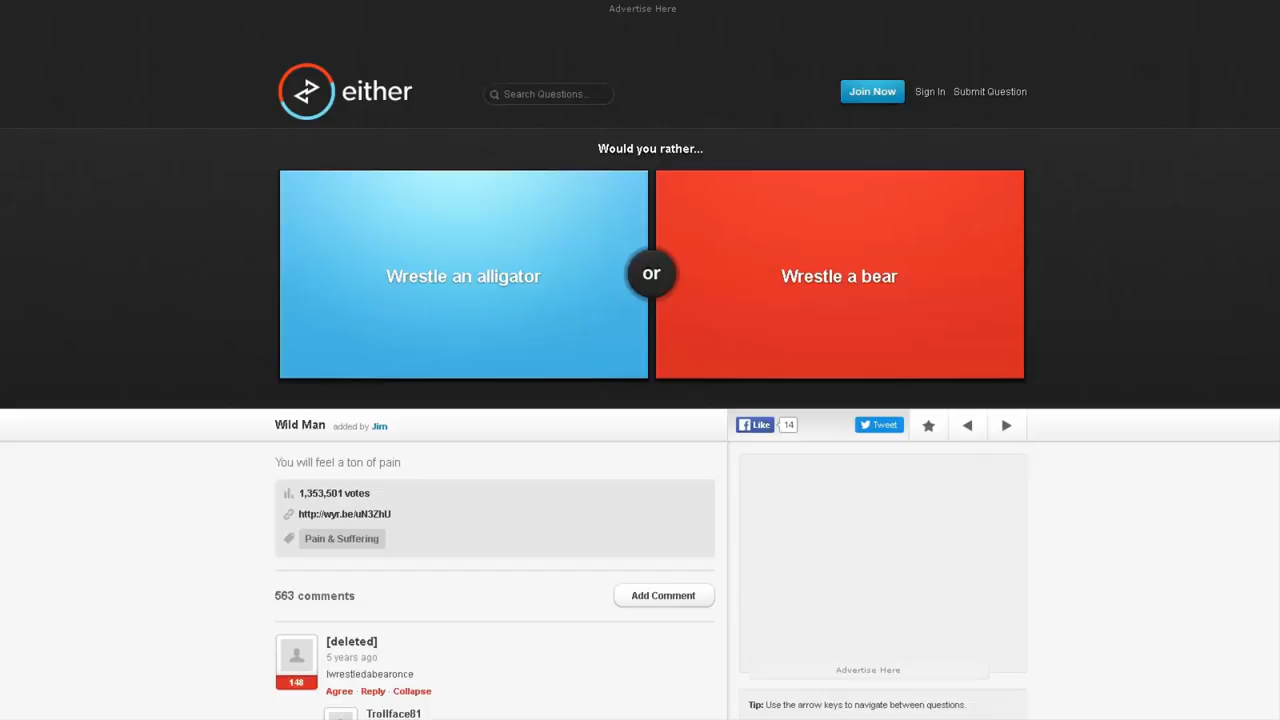 Advertise Here
either
Search Questions...
Join Now
Sign In
Submit Question
Would you rather...
Wrestle an alligator
or
Wrestle a bear
Wild Man
added by Jim
Like
14
Tweet
You will feel a ton of pain
1,353,501 votes
http://wyr.be/uN3ZhU
Pain & Suffering
563 comments
Add Comment
[deleted]
5 years ago
Iwrestledabearonce
148
Agree · Reply · Collapse
Trollface81
Advertise Here
Tip: Use the arrow keys to navigate between questions.